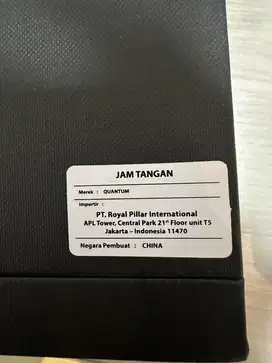 JAM TANGAN
Merek : QUANTUM
Importir :
PT. Royal Pillar International
APL Tower, Central Park 21st Floor unit T5
Jakarta – Indonesia 11470
Negara Pembuat : CHINA